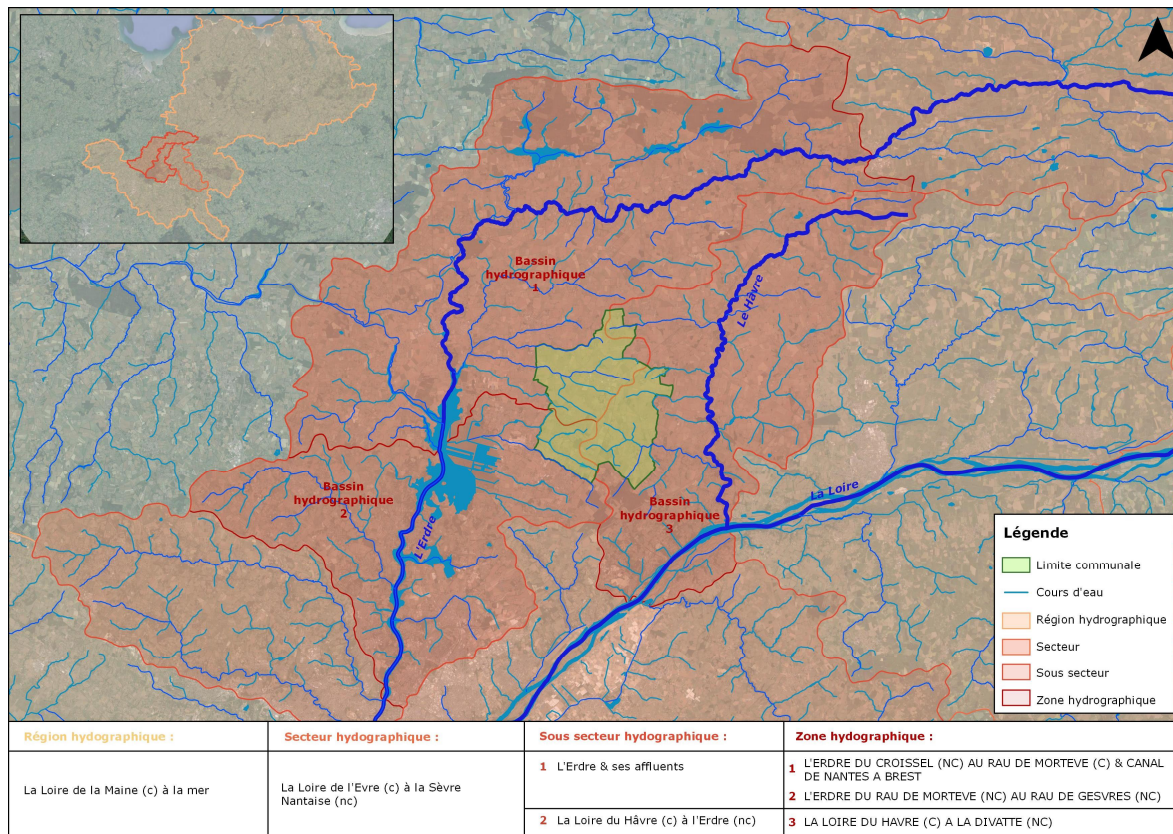 Bassin
hydrographique
1
Le Hâvre
Bassin
hydrographique
2
L'Erdre
Bassin
hydrographique
3
La Loire
Légende
Limite communale
Cours d'eau
Région hydrographique
Secteur
Sous secteur
Zone hydrographique
Région hydographique :
La Loire de la Maine (c) à la mer
Secteur hydographique :
La Loire de l'Evre (c) à la Sèvre
Nantaise (nc)
Sous secteur hydographique :
1 L'Erdre & ses affluents
2 La Loire du Hâvre (c) à l'Erdre (nc)
Zone hydographique :
1 L'ERDRE DU CROISSEL (NC) AU RAU DE MORTEVE (C) & CANAL
DE NANTES A BREST
2 L'ERDRE DU RAU DE MORTEVE (NC) AU RAU DE GESVRES (NC)
3 LA LOIRE DU HAVRE (C) A LA DIVATTE (NC)